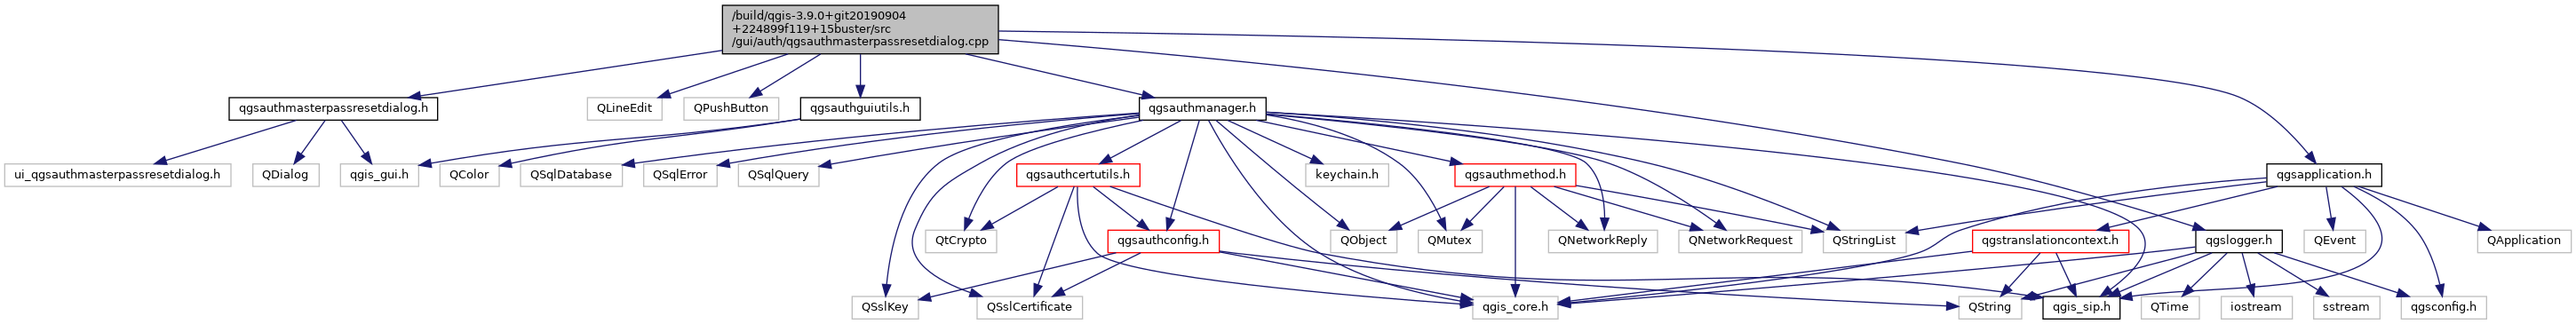 /build/qgis-3.9.0+git20190904
+224899f119+15buster/src
/gui/auth/qgsauthmasterpassresetdialog.cpp
qgsauthmasterpassresetdialog.h
QLineEdit
QPushButton
qgsauthguiutils.h
qgsauthmanager.h
ui_qgsauthmasterpassresetdialog.h
QDialog
qgis_gui.h
QColor
QSqlDatabase
QSqlError
QSqlQuery
qgsauthcertutils.h
keychain.h
qgsauthmethod.h
qgsapplication.h
QtCrypto
qgsauthconfig.h
QObject
QMutex
QNetworkReply
QNetworkRequest
QStringList
qgstranslationcontext.h
qgslogger.h
QEvent
QApplication
QSslKey
QSslCertificate
qgis_core.h
QString
qgis_sip.h
QTime
iostream
sstream
qgsconfig.h